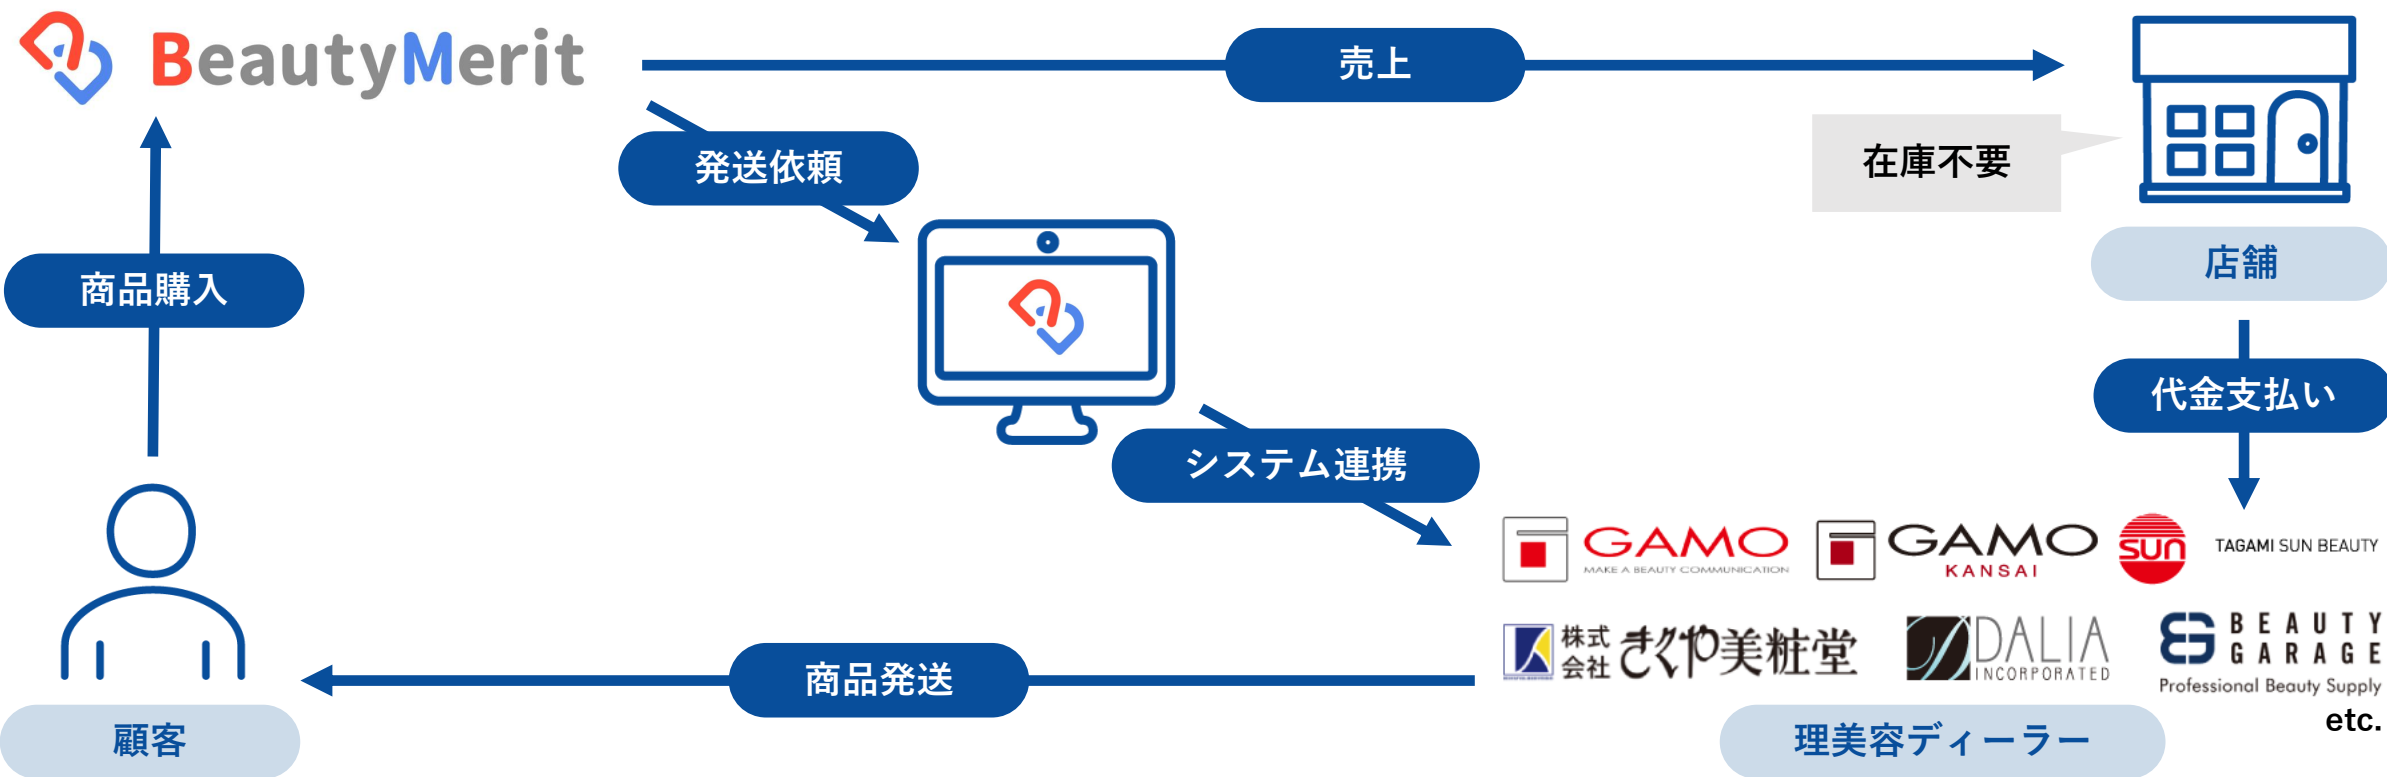 BeautyMerit
売上
発送依頼
在庫不要
商品購入
店舗
代金支払い
システム連携
GAMO
MAKE A BEAUTY COMMUNICATION
GAMO
KANSAI
sun
TAGAMI SUN BEAUTY
株式会社 きくや美粧堂
DALIA
INCORPORATED
BEAUTY
GARAGE
Professional Beauty Supply
etc.
商品発送
顧客
理美容ディーラー